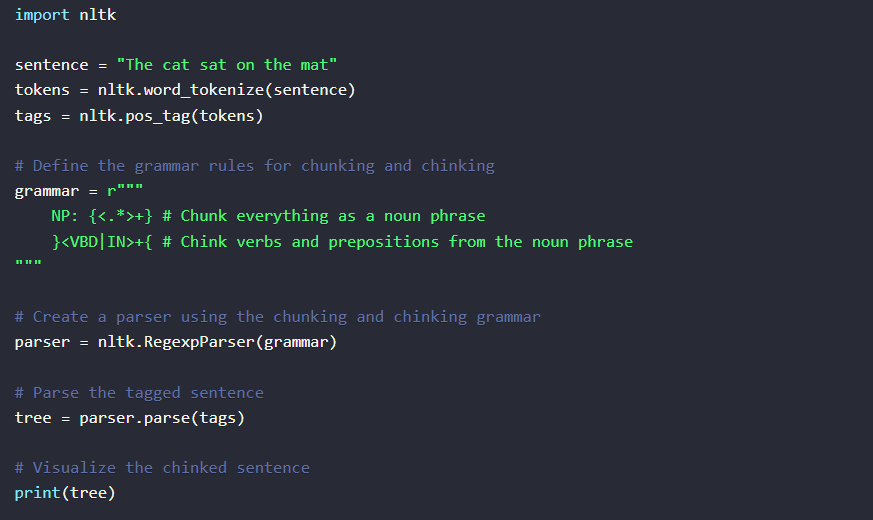 import nltk
sentence = "The cat sat on the mat"
tokens = nltk.word_tokenize(sentence)
tags = nltk.pos_tag(tokens)
# Define the grammar rules for chunking and chinking
grammar = r"""
    NP: {<.*>+} # Chunk everything as a noun phrase
    }<VBD|IN>+{ # Chink verbs and prepositions from the noun phrase
"""
# Create a parser using the chunking and chinking grammar
parser = nltk.RegexpParser(grammar)
# Parse the tagged sentence
tree = parser.parse(tags)
# Visualize the chinked sentence
print(tree)